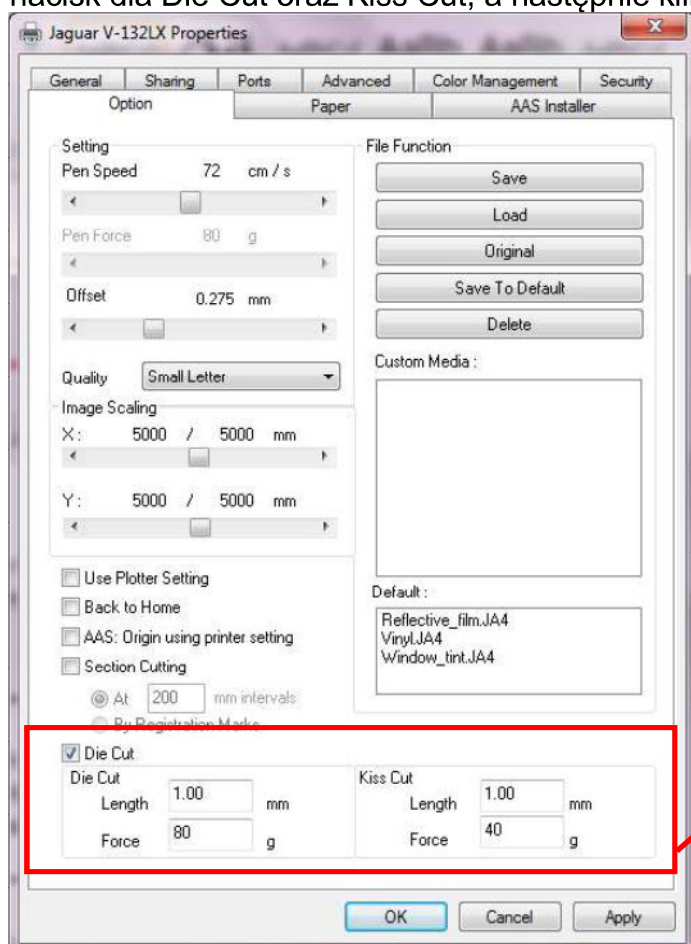 nacisk dla Die Cut oraz Kiss Cut, a następnie
Jaguar V-132LX Properties
General Sharing Ports Advanced Color Management Security
Option Paper AAS Installer
Setting
Pen Speed 72 cm / s
Pen Force 80 g
Offset 0.275 mm
Quality Small Letter
Image Scaling
X: 5000 / 5000 mm
Y: 5000 / 5000 mm
Use Plotter Setting
Back to Home
AAS: Origin using printer setting
Section Cutting
At 200 mm intervals
By Registration Marks
File Function
Save
Load
Original
Save To Default
Delete
Custom Media :
Default :
Reflective_film.JA4
Vinyl.JA4
Window_tint.JA4
Die Cut
Die Cut
Length 1.00 mm
Force 80 g
Kiss Cut
Length 1.00 mm
Force 40 g
OK Cancel Apply